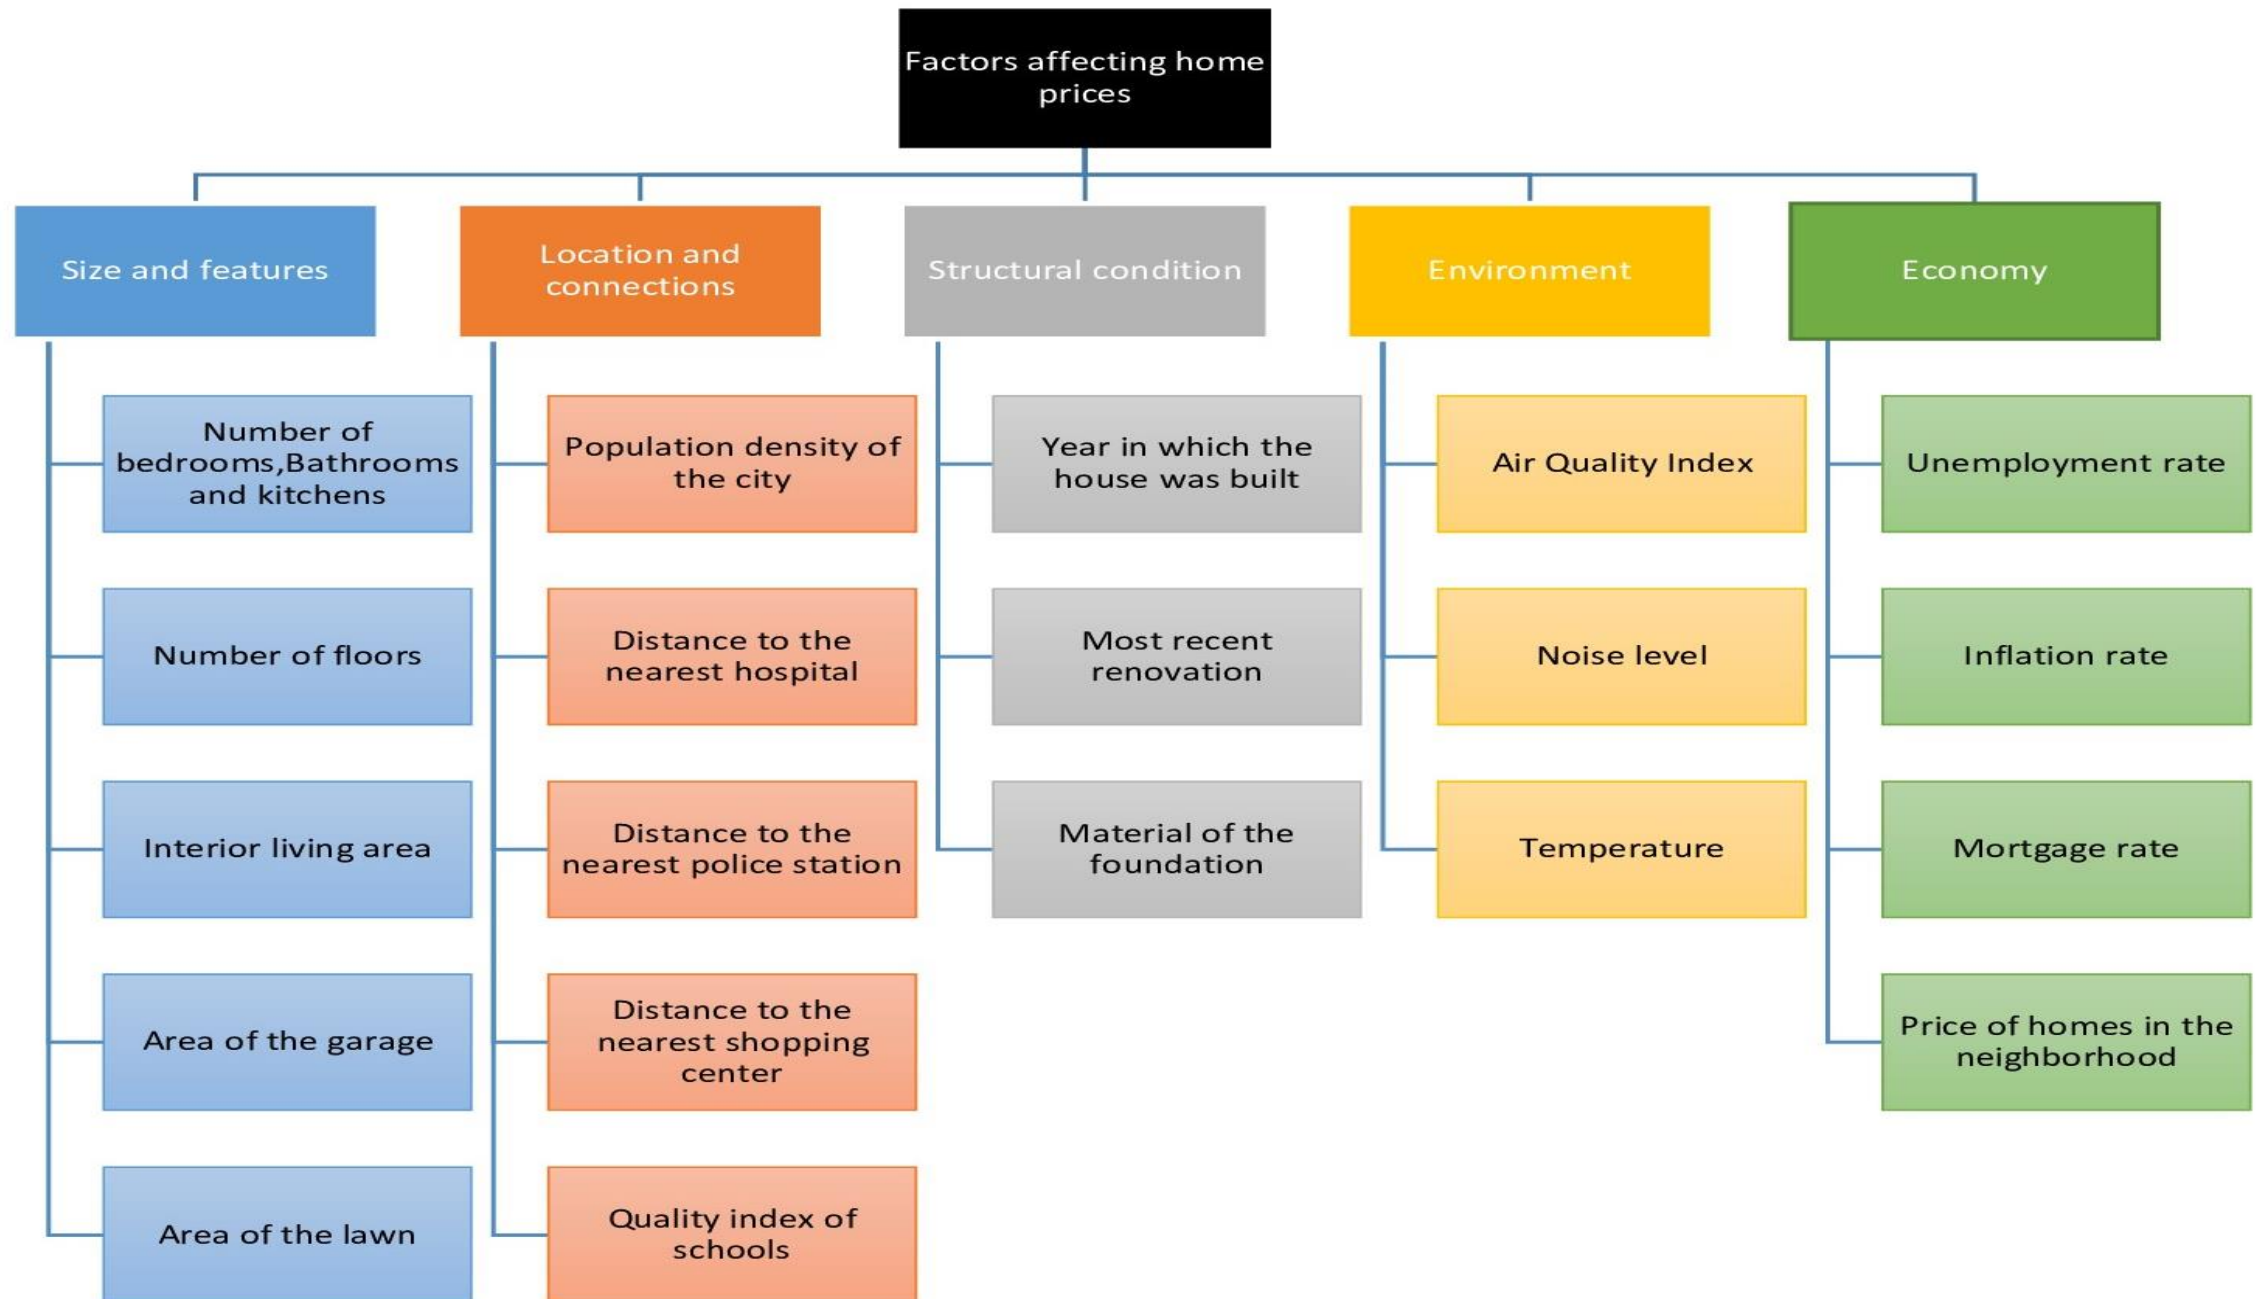 Factors affecting home
prices
Size and features
Location and
connections
Structural condition
Environment
Economy
Number of
bedrooms,Bathrooms
and kitchens
Number of floors
Interior living area
Area of the garage
Area of the lawn
Population density of
the city
Distance to the
nearest hospital
Distance to the
nearest police station
Distance to the
nearest shopping
center
Quality index of
schools
Year in which the
house was built
Most recent
renovation
Material of the
foundation
Air Quality Index
Noise level
Temperature
Unemployment rate
Inflation rate
Mortgage rate
Price of homes in the
neighborhood